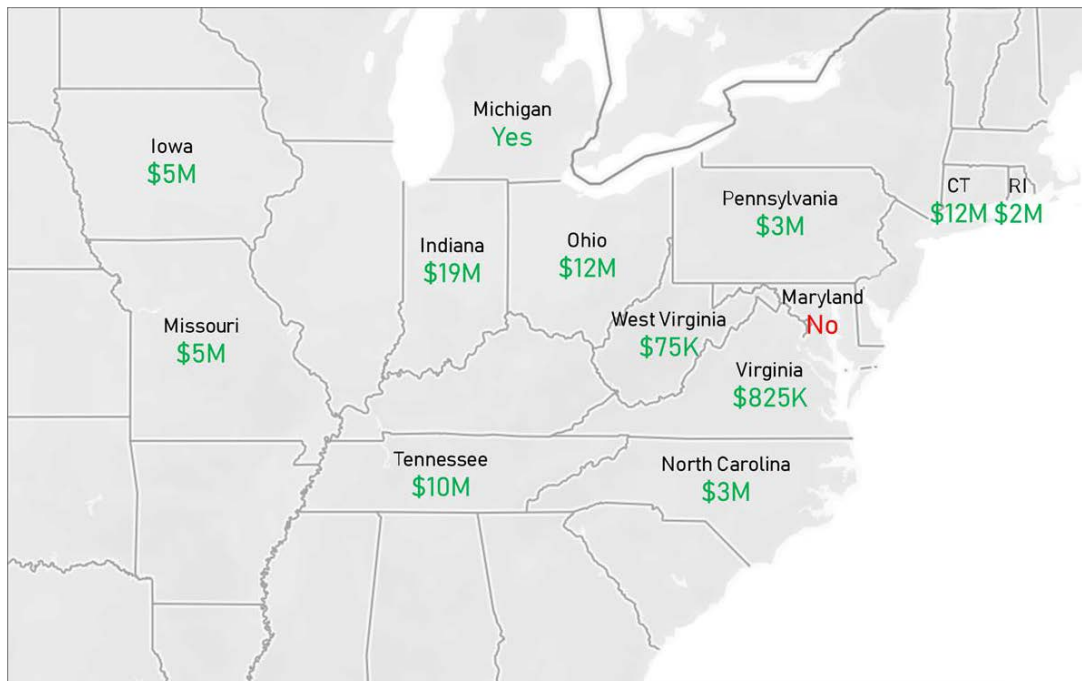 Michigan
Yes
Iowa
$5M
Pennsylvania
$3M
CT
$12M
RI
$2M
Indiana
$19M
Ohio
$12M
Maryland
No
West Virginia
$75K
Missouri
$5M
Virginia
$825K
Tennessee
$10M
North Carolina
$3M